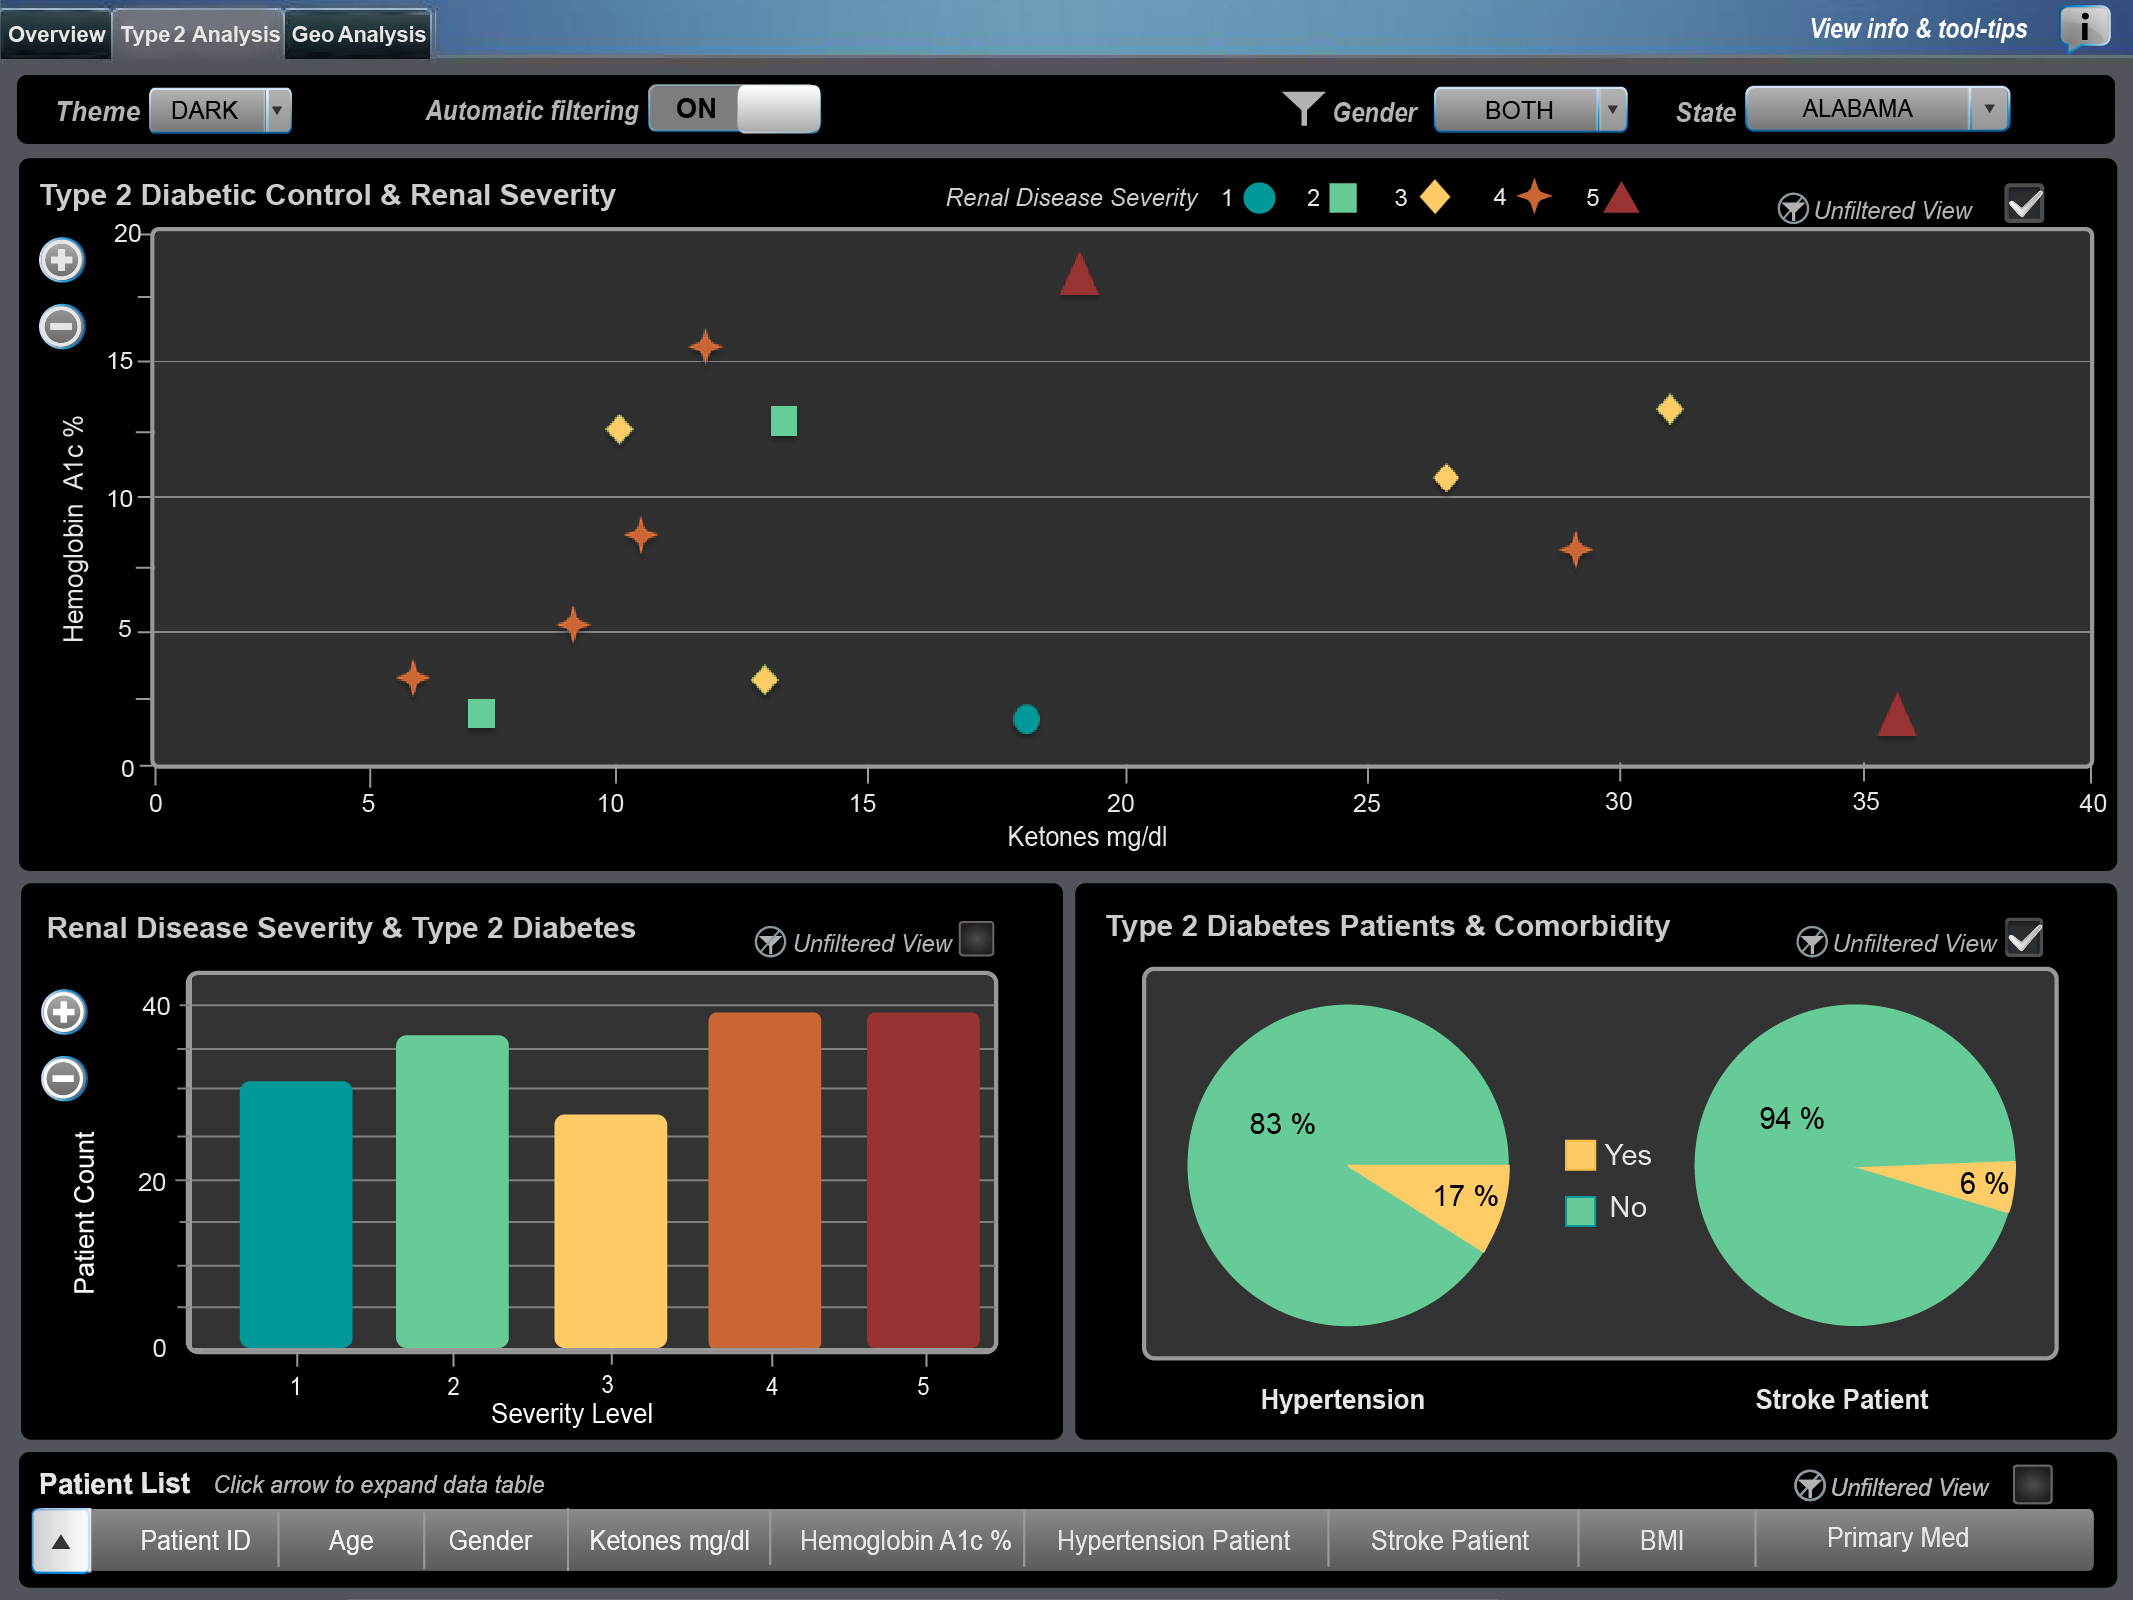 Overview Type 2 Analysis Geo Analysis View info & tool-tips i
Theme DARK Automatic filtering ON Gender BOTH State ALABAMA
Type 2 Diabetic Control & Renal Severity Renal Disease Severity 1 2 3 4 5 Unfiltered View
20
15
10
5
0
Hemoglobin A1c %
0 5 10 15 20 25 30 35 40
Ketones mg/dl
Renal Disease Severity & Type 2 Diabetes Unfiltered View
40
20
0
Patient Count
1 2 3 4 5
Severity Level
Type 2 Diabetes Patients & Comorbidity Unfiltered View
83 %
17 %
Yes
No
94 %
6 %
Hypertension Stroke Patient
Patient List Click arrow to expand data table Unfiltered View
Patient ID Age Gender Ketones mg/dl Hemoglobin A1c % Hypertension Patient Stroke Patient BMI Primary Med